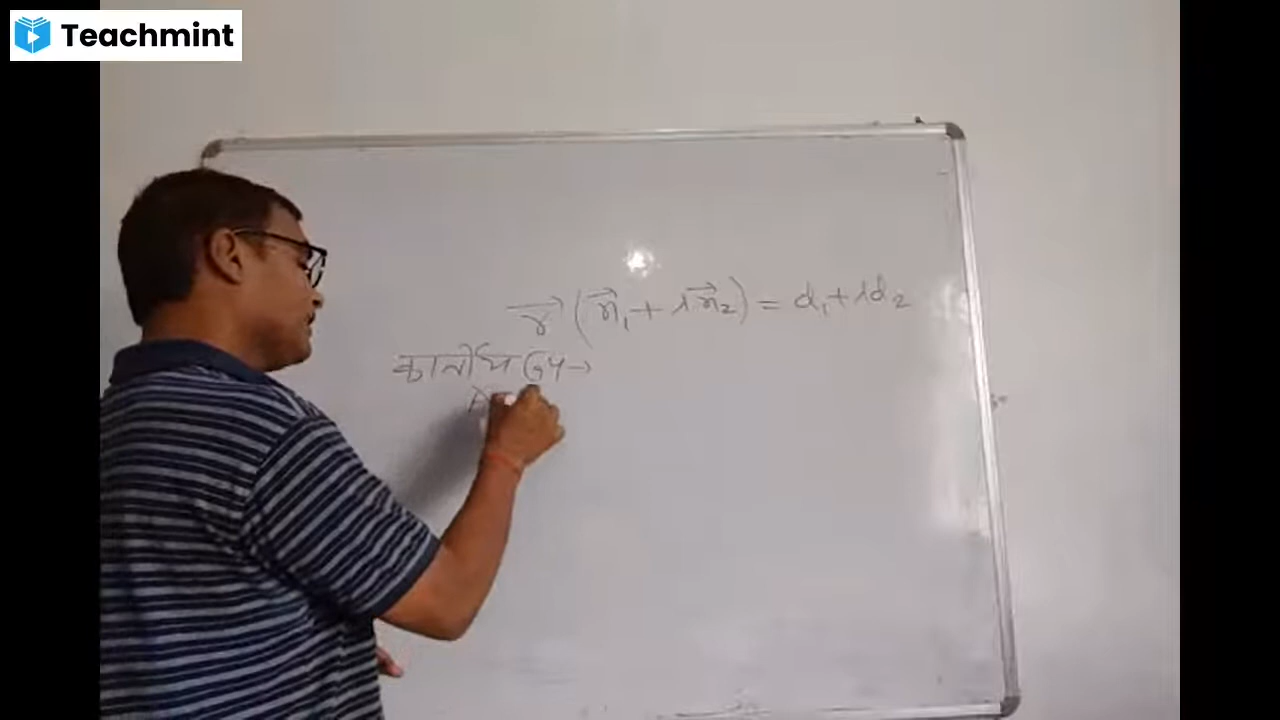 Teachmint
r⃗ (n⃗₁ + λn⃗₂) = d₁ + λd₂
कार्तीय रूप →